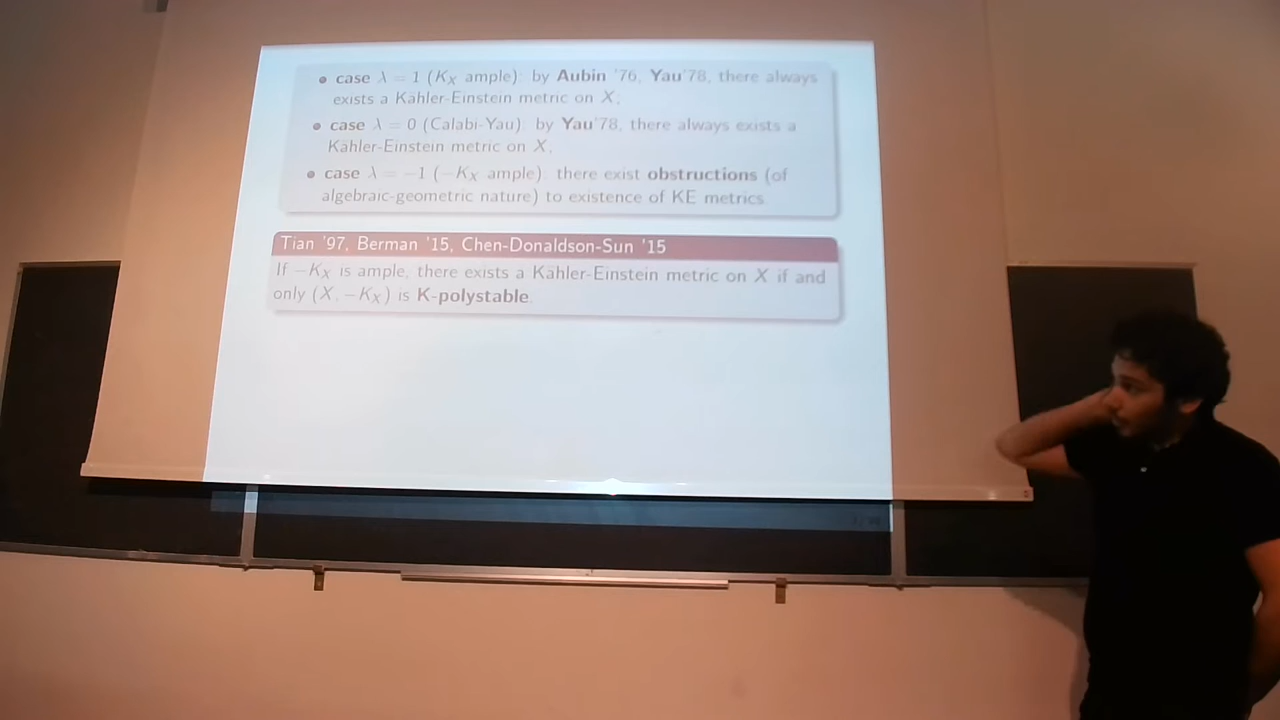 • case λ = 1 (K_X ample): by Aubin '76, Yau'78, there always
exists a Kähler-Einstein metric on X;
• case λ = 0 (Calabi-Yau): by Yau'78, there always exists a
Kähler-Einstein metric on X;
• case λ = −1 (−K_X ample): there exist obstructions (of
algebraic-geometric nature) to existence of KE metrics.
Tian '97, Berman '15, Chen-Donaldson-Sun '15
If −K_X is ample, there exists a Kähler-Einstein metric on X if and
only (X, −K_X) is K-polystable.